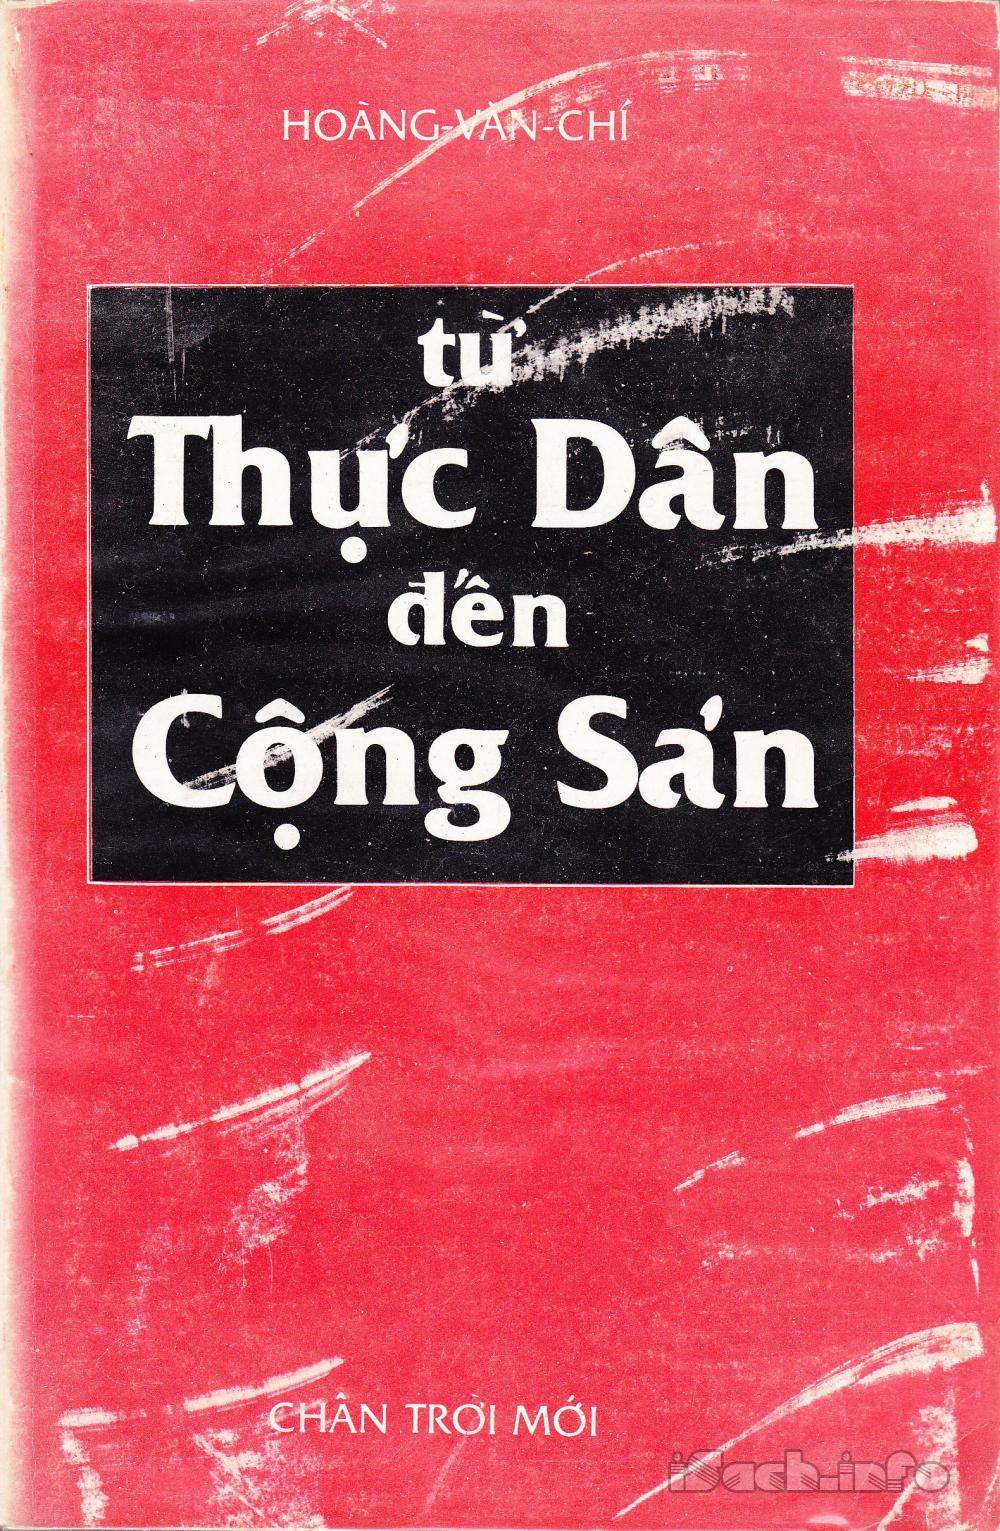 HOÀNG-VĂN-CHÍ
từ
Thực Dân
đến
Cộng Sản
CHÂN TRỜI MỚI
iSach.info